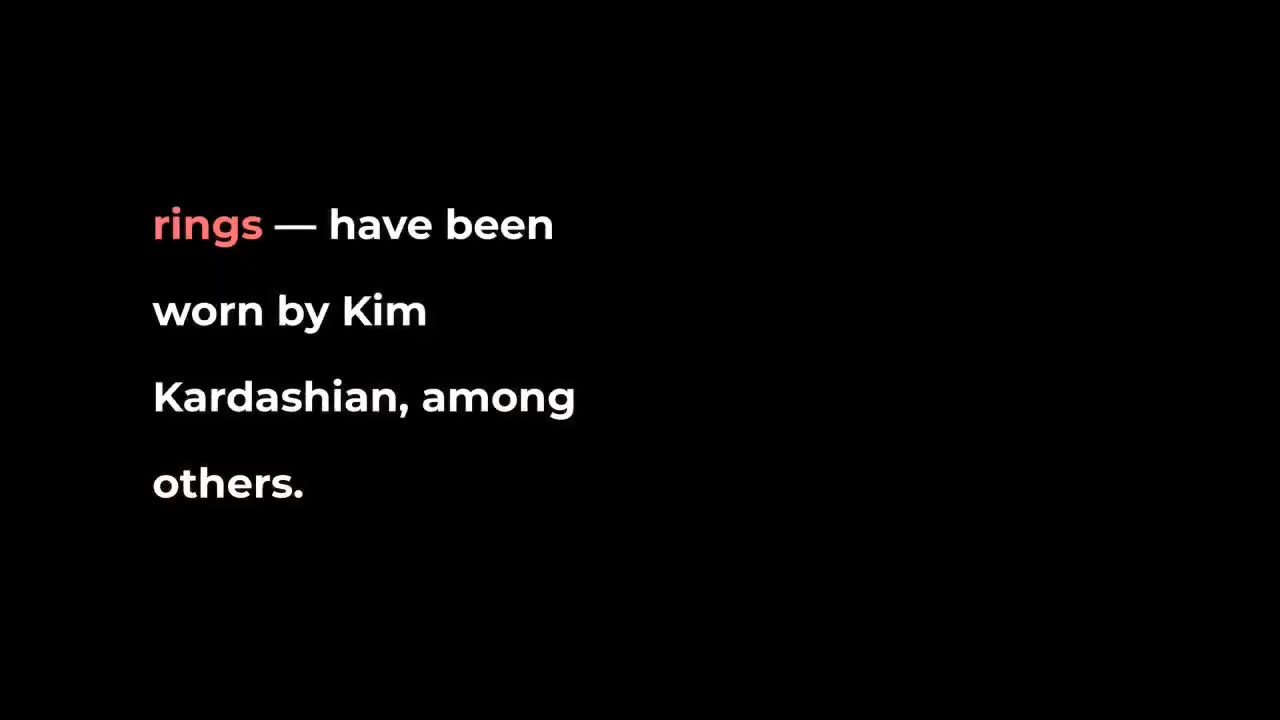 rings — have been
worn by Kim
Kardashian, among
others.